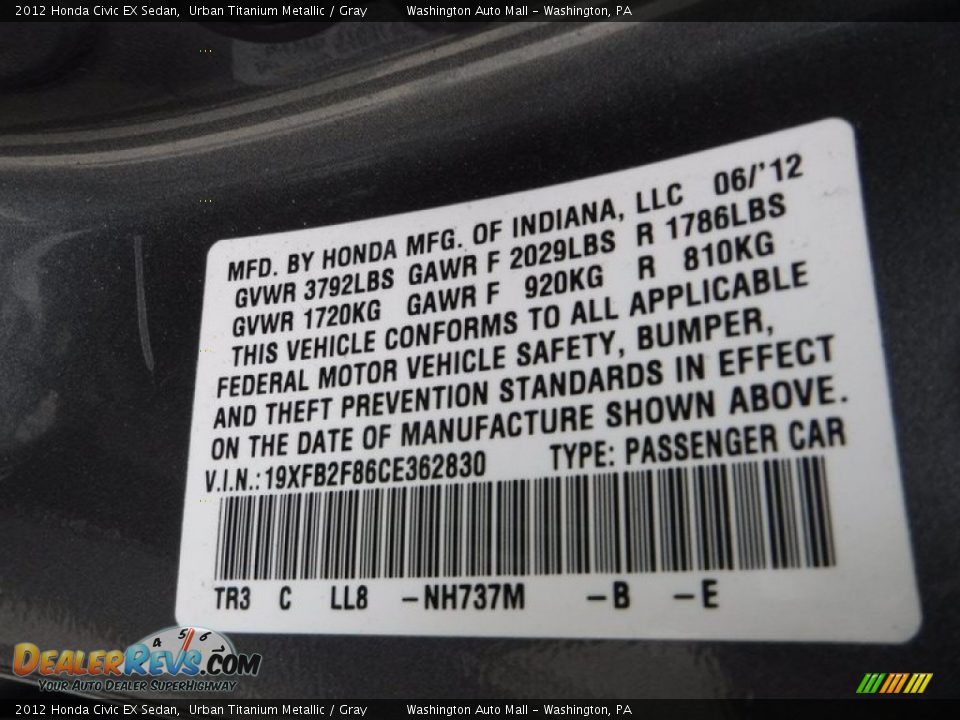 2012 Honda Civic EX Sedan, Urban Titanium Metallic / Gray Washington Auto Mall - Washington, PA
MFD. BY HONDA MFG. OF INDIANA, LLC 06/'12
GVWR 3792LBS GAWR F 2029LBS R 1786LBS
GVWR 1720KG GAWR F 920KG R 810KG
THIS VEHICLE CONFORMS TO ALL APPLICABLE
FEDERAL MOTOR VEHICLE SAFETY, BUMPER,
AND THEFT PREVENTION STANDARDS IN EFFECT
ON THE DATE OF MANUFACTURE SHOWN ABOVE.
V.I.N.: 19XFB2F86CE362830 TYPE: PASSENGER CAR
TR3 C LL8 -NH737M -B -E
4 5 6
DEALERREVS.COM
YOUR AUTO DEALER SUPERHIGHWAY
2012 Honda Civic EX Sedan, Urban Titanium Metallic / Gray Washington Auto Mall - Washington, PA